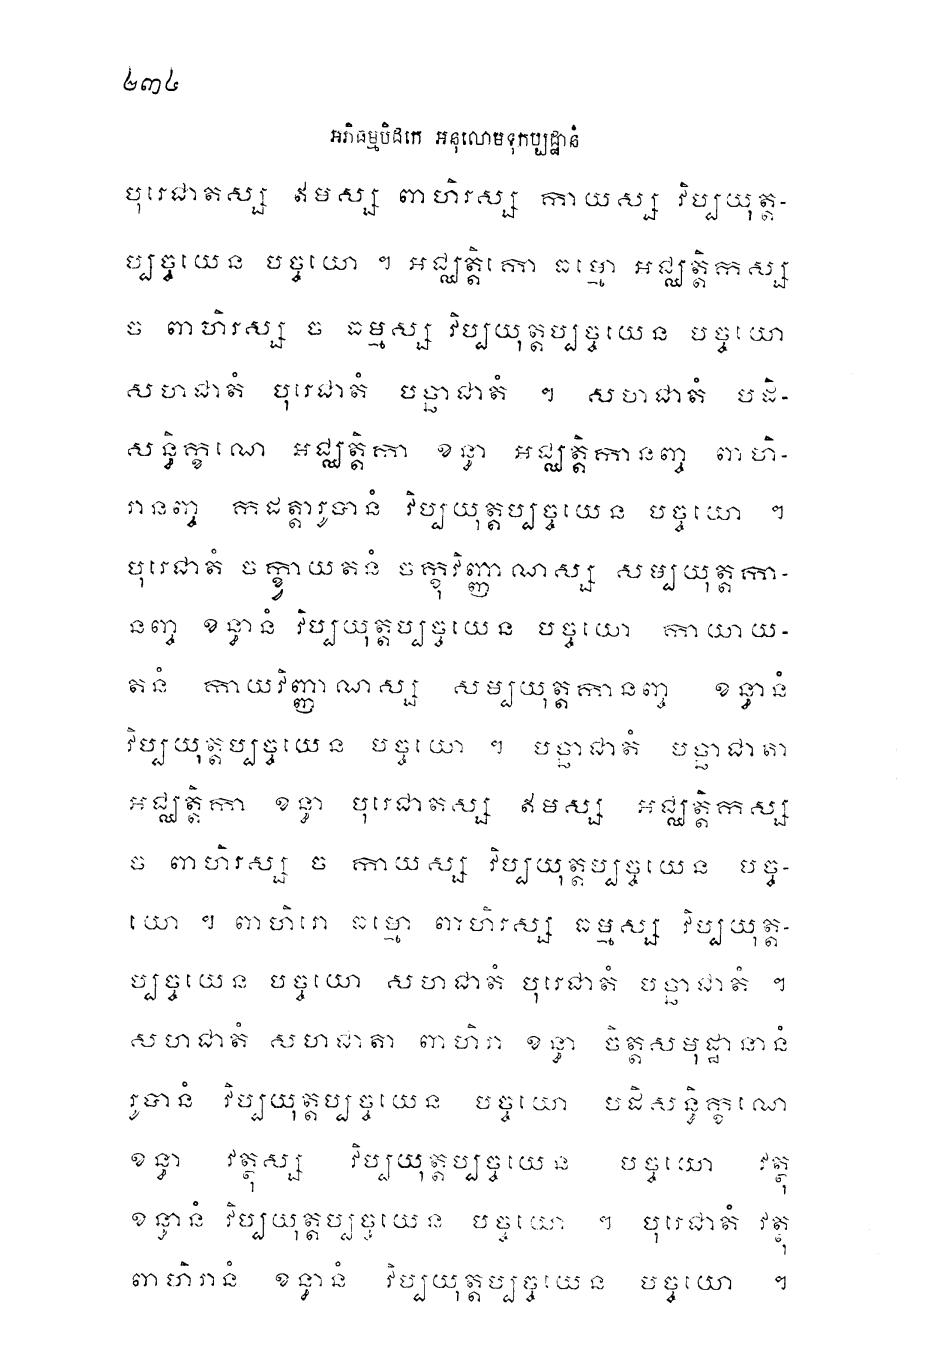 ៤៣៤
អភិធម្មបិដកេ អនុលោមទុកប្បដ្ឋានំ
បុរេជាតស្ស ឥមស្ស ពាហិរស្ស កាយស្ស វិប្បយុត្ត-
ប្បច្ចយេន បច្ចយោ ។ អជ្ឈត្តិកោ ធម្មោ អជ្ឈត្តិកស្ស
ច ពាហិរស្ស ច ធម្មស្ស វិប្បយុត្តប្បច្ចយេន បច្ចយោ
សហជាតំ បុរេជាតំ បច្ឆាជាតំ ។ សហជាតំ បដិ-
សន្ធិក្ខណេ អជ្ឈត្តិកា ខន្ធា អជ្ឈត្តិកានញ្ច ពាហិ-
រានញ្ច កដត្តារូបានំ វិប្បយុត្តប្បច្ចយេន បច្ចយោ ។
បុរេជាតំ ចក្ខ្វាយតនំ ចក្ខុវិញ្ញាណស្ស សម្បយុត្តកា-
នញ្ច ខន្ធានំ វិប្បយុត្តប្បច្ចយេន បច្ចយោ កាយាយ-
តនំ កាយវិញ្ញាណស្ស សម្បយុត្តកានញ្ច ខន្ធានំ
វិប្បយុត្តប្បច្ចយេន បច្ចយោ ។ បច្ឆាជាតំ បច្ឆាជាតា
អជ្ឈត្តិកា ខន្ធា បុរេជាតស្ស ឥមស្ស អជ្ឈត្តិកស្ស
ច ពាហិរស្ស ច កាយស្ស វិប្បយុត្តប្បច្ចយេន បច្ច-
យោ ។ ពាហិរោ ធម្មោ ពាហិរស្ស ធម្មស្ស វិប្បយុត្ត-
ប្បច្ចយេន បច្ចយោ សហជាតំ បុរេជាតំ បច្ឆាជាតំ ។
សហជាតំ សហជាតា ពាហិរា ខន្ធា ចិត្តសមុដ្ឋានានំ
រូបានំ វិប្បយុត្តប្បច្ចយេន បច្ចយោ បដិសន្ធិក្ខណេ
ខន្ធា វត្ថុស្ស វិប្បយុត្តប្បច្ចយេន បច្ចយោ វត្ថុ
ខន្ធានំ វិប្បយុត្តប្បច្ចយេន បច្ចយោ ។ បុរេជាតំ វត្ថុ
ពាហិរានំ ខន្ធានំ វិប្បយុត្តប្បច្ចយេន បច្ចយោ ។